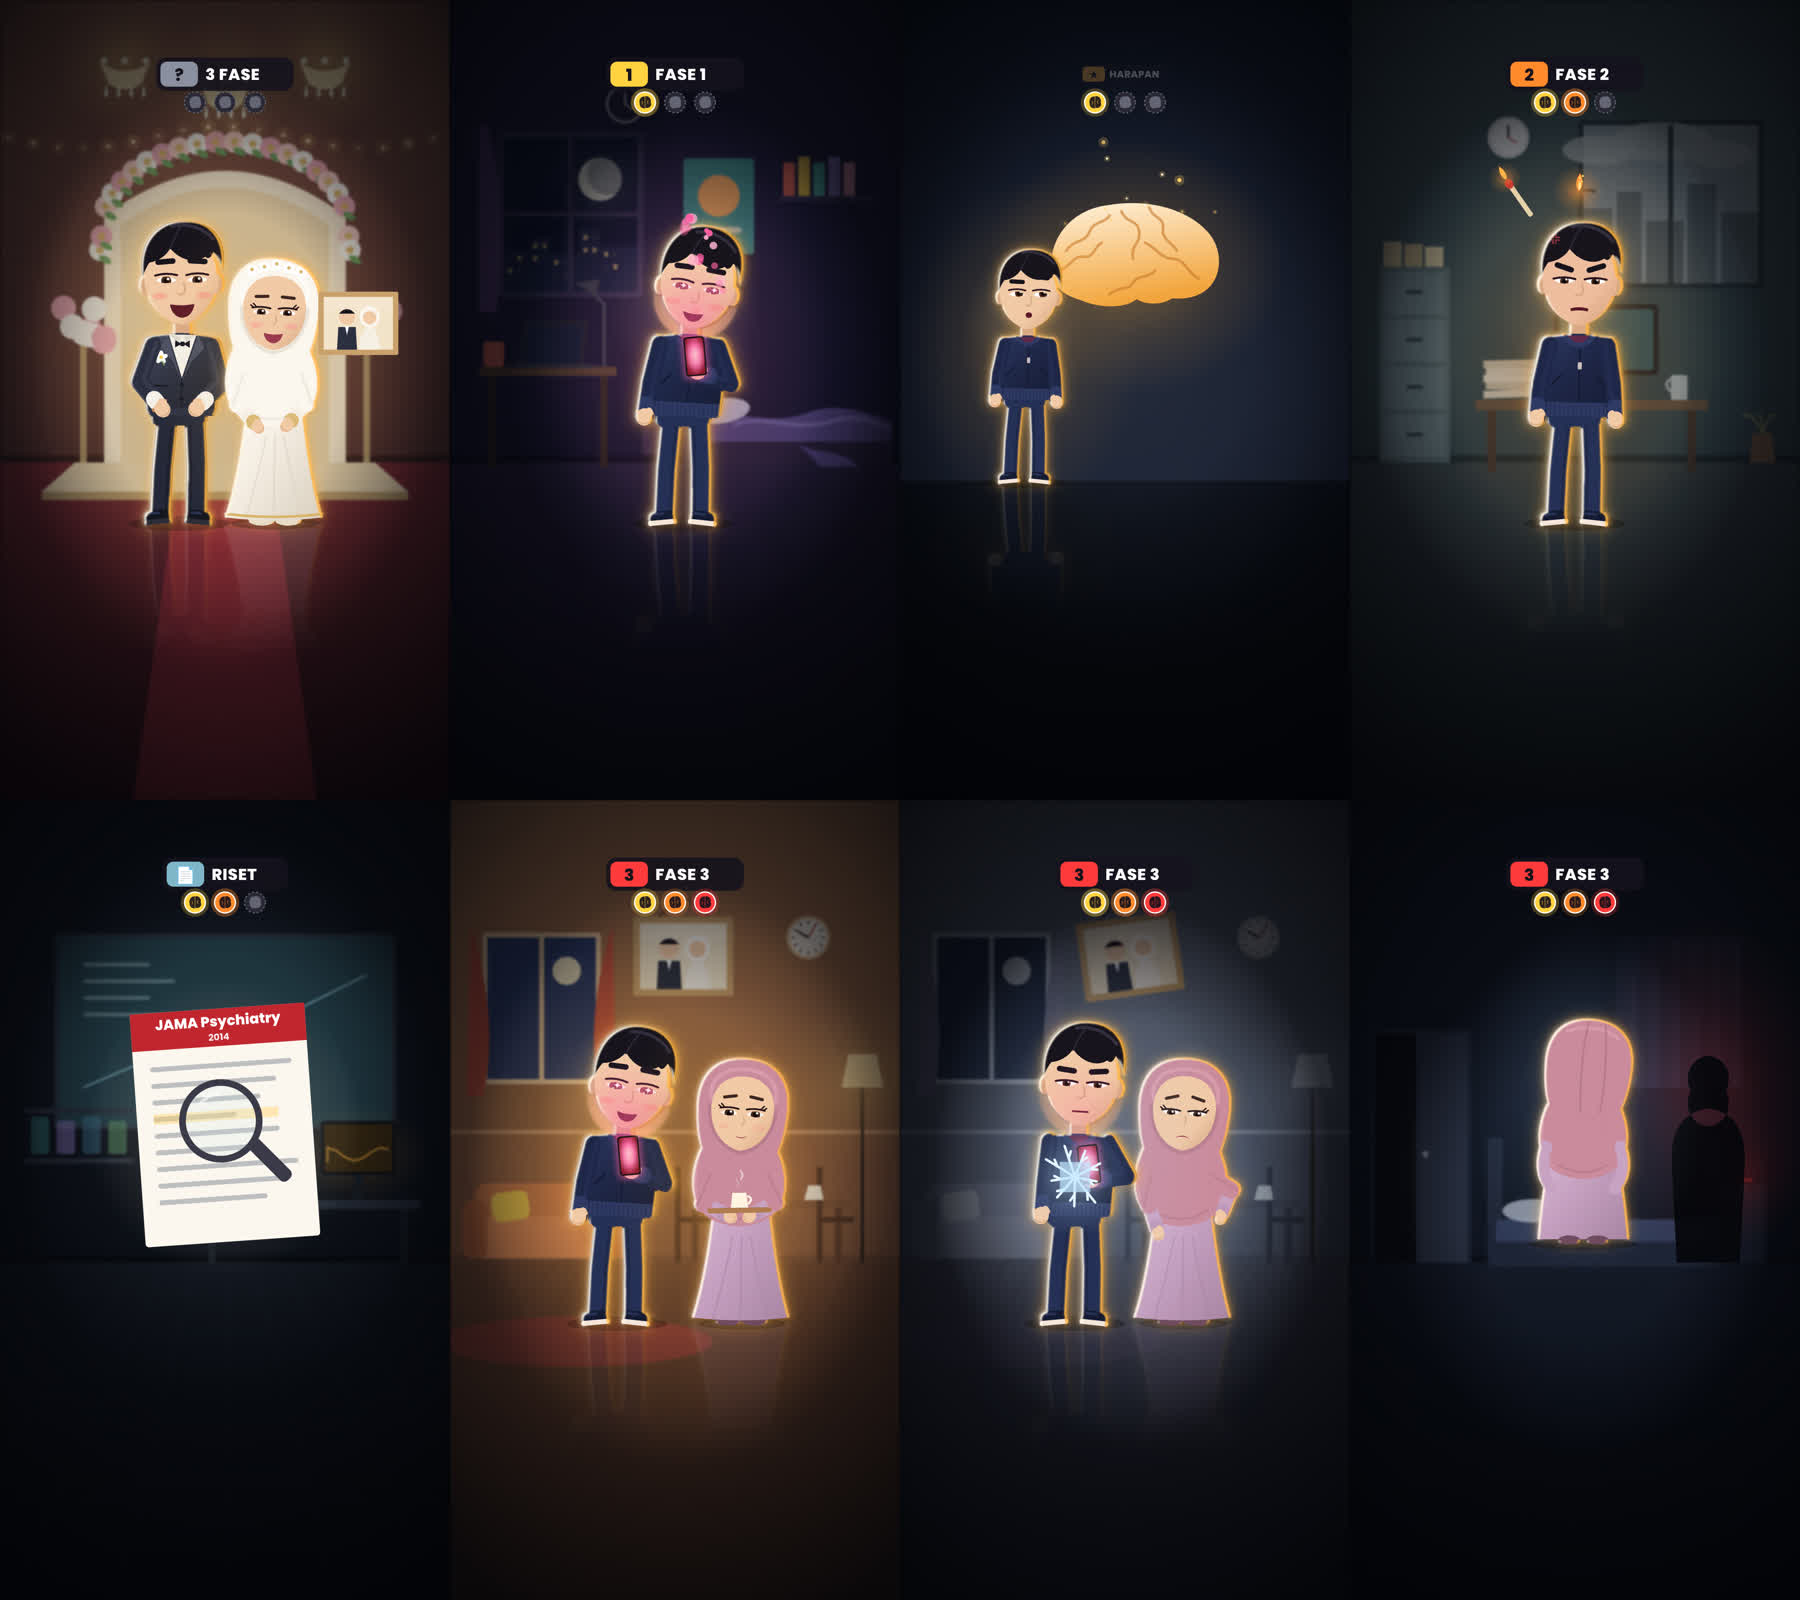 ? 3 FASE
1 FASE 1
★ HARAPAN
2 FASE 2
RISET
JAMA Psychiatry
2014
3 FASE 3
3 FASE 3
3 FASE 3